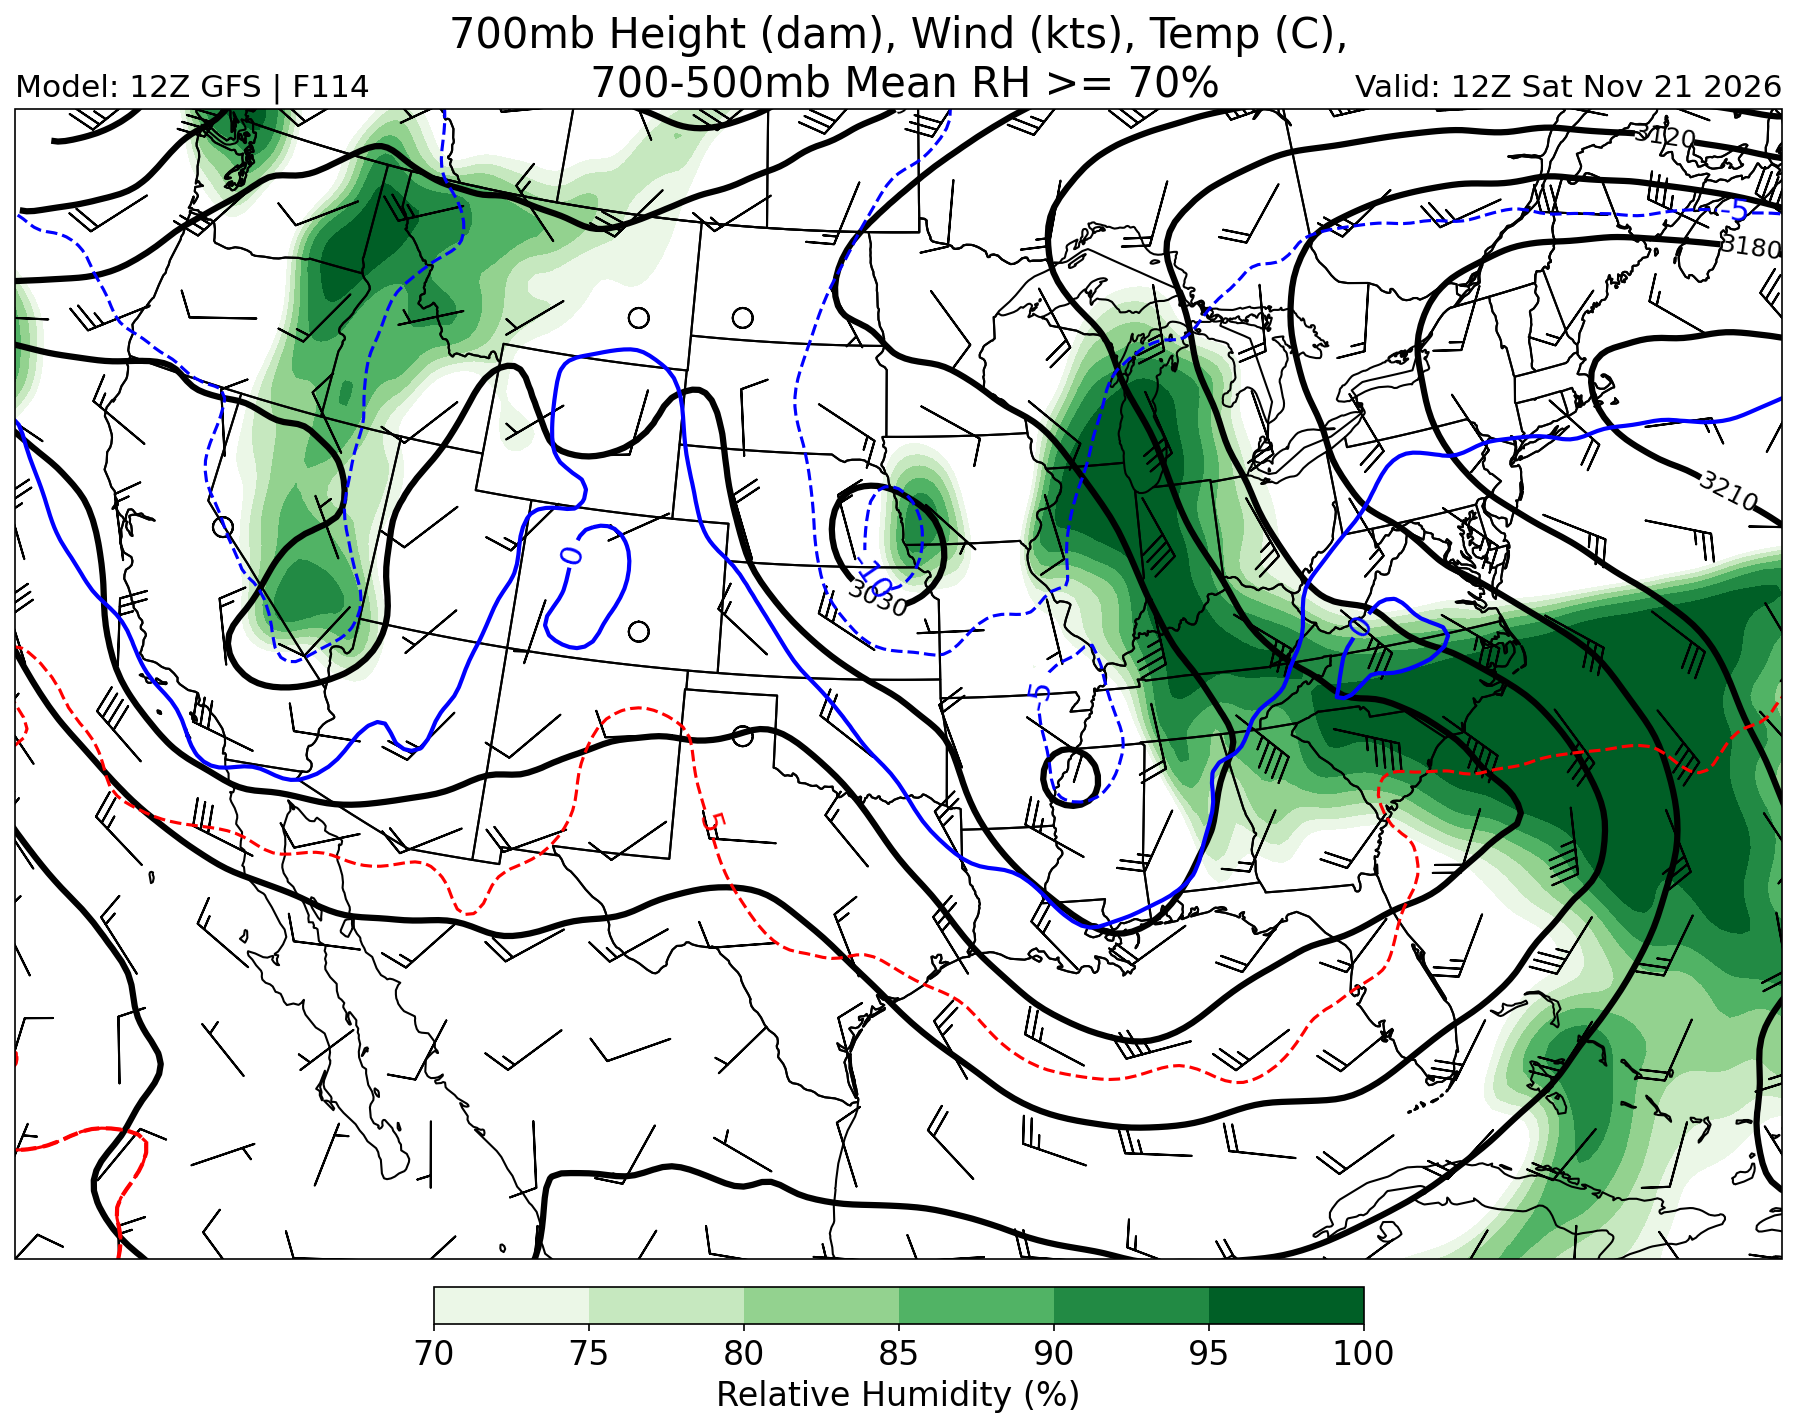 700mb Height (dam), Wind (kts), Temp (C),
700-500mb Mean RH >= 70%
Model: 12Z GFS | F114
Valid: 12Z Sat Nov 21 2026
3120
-5
3180
3210
0
-10
3030
0
-5
5
70 75 80 85 90 95 100
Relative Humidity (%)